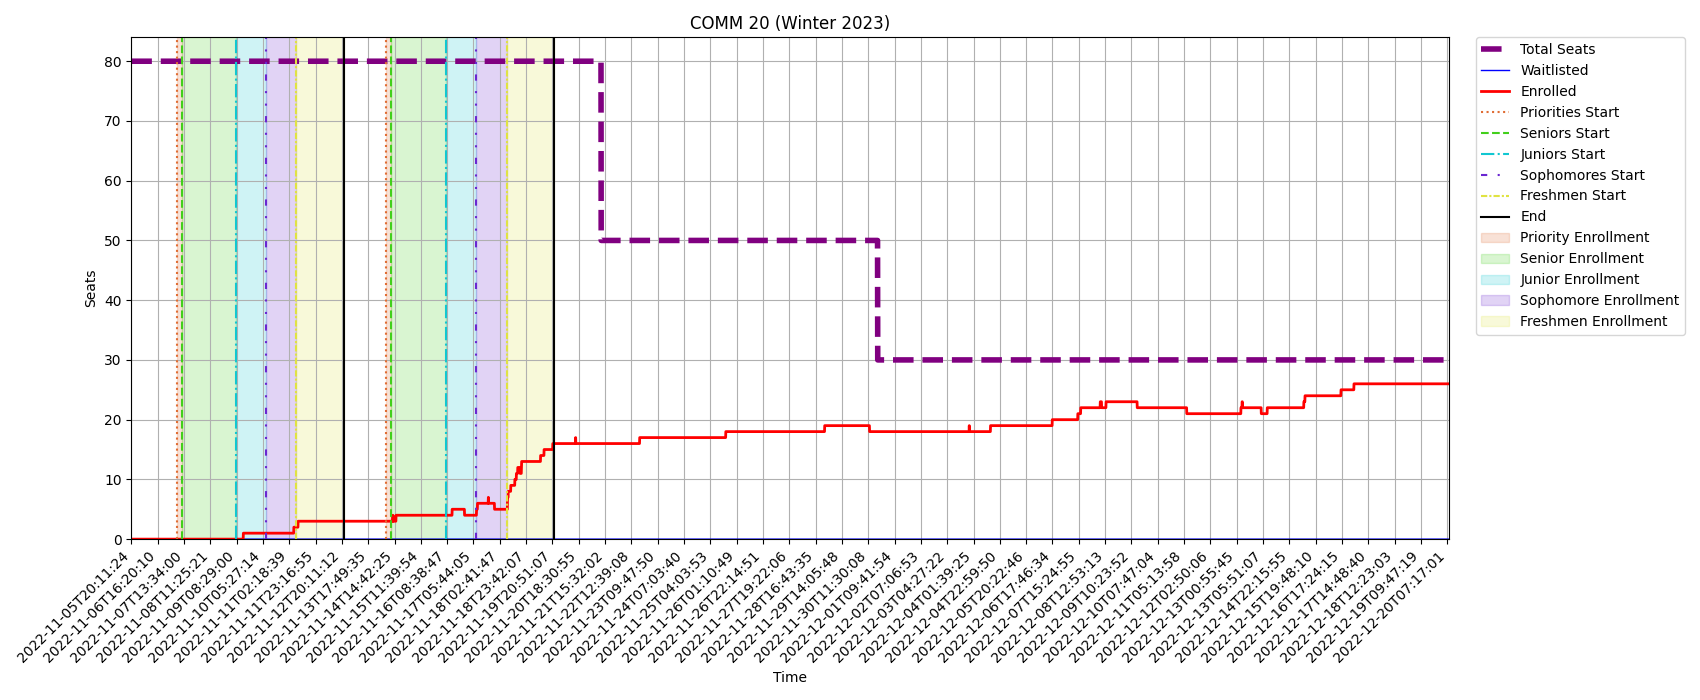 COMM 20 (Winter 2023)
80
70
60
50
40
30
20
10
0
Seats
2022-11-05T20:11:24
2022-11-06T16:20:10
2022-11-07T13:34:00
2022-11-08T11:25:21
2022-11-09T08:29:00
2022-11-10T05:27:14
2022-11-11T02:18:39
2022-11-11T23:16:55
2022-11-12T20:11:12
2022-11-13T17:49:35
2022-11-14T14:42:25
2022-11-15T11:39:54
2022-11-16T08:38:47
2022-11-17T05:44:05
2022-11-18T02:41:47
2022-11-18T23:42:07
2022-11-19T20:51:07
2022-11-20T18:30:55
2022-11-21T15:32:02
2022-11-22T12:39:08
2022-11-23T09:47:50
2022-11-24T07:03:40
2022-11-25T04:03:53
2022-11-26T01:10:49
2022-11-26T22:14:51
2022-11-27T19:22:06
2022-11-28T16:43:35
2022-11-29T14:05:48
2022-11-30T11:30:08
2022-12-01T09:41:54
2022-12-02T07:06:53
2022-12-03T04:27:22
2022-12-04T01:39:25
2022-12-04T22:59:50
2022-12-05T20:22:46
2022-12-06T17:46:34
2022-12-07T15:24:55
2022-12-08T12:53:13
2022-12-09T10:23:52
2022-12-10T07:47:04
2022-12-11T05:13:58
2022-12-12T02:50:06
2022-12-13T00:55:45
2022-12-13T23:51:07
2022-12-14T22:15:55
2022-12-15T19:48:10
2022-12-16T17:24:15
2022-12-17T14:48:40
2022-12-18T12:23:03
2022-12-19T09:47:19
2022-12-20T07:17:01
Time
Total Seats
Waitlisted
Enrolled
Priorities Start
Seniors Start
Juniors Start
Sophomores Start
Freshmen Start
End
Priority Enrollment
Senior Enrollment
Junior Enrollment
Sophomore Enrollment
Freshmen Enrollment